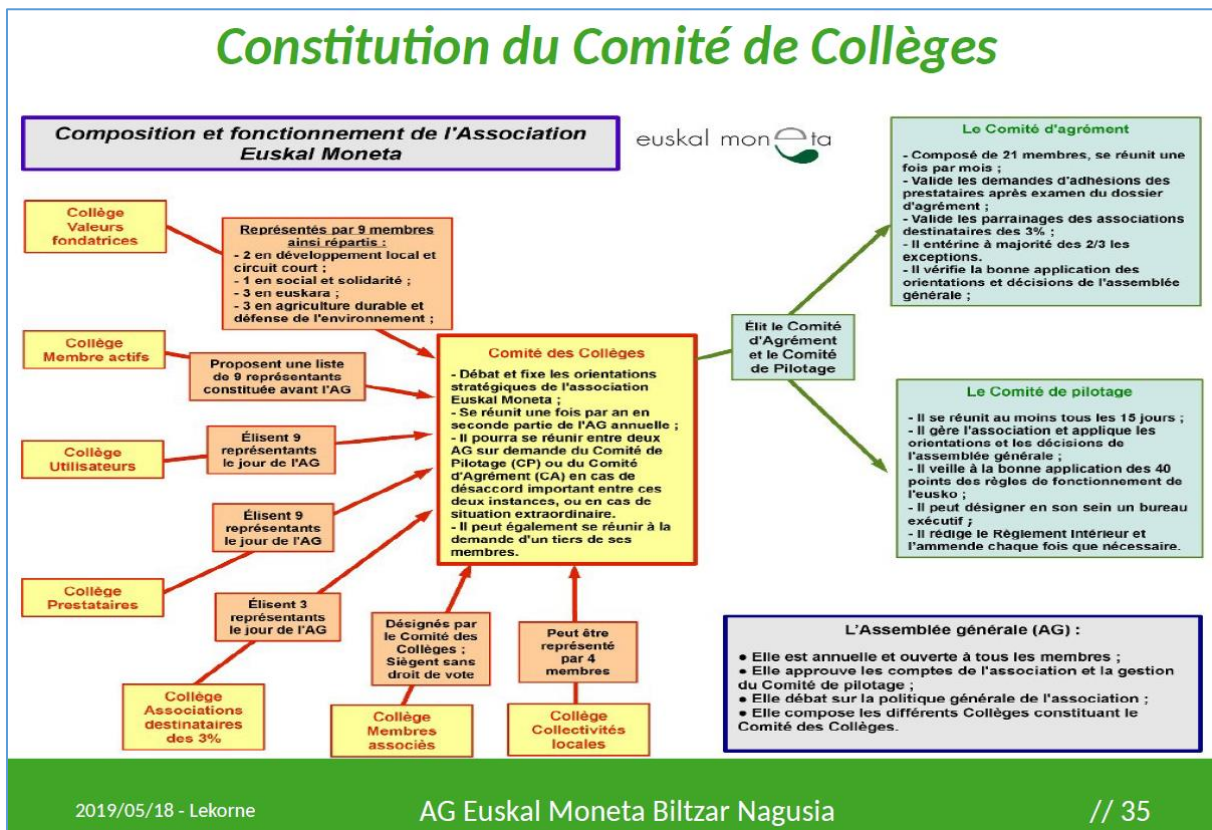 Constitution du Comité de Collèges
Composition et fonctionnement de l'Association
Euskal Moneta
euskal moneta
Collège
Valeurs
fondatrices
Représentés par 9 membres
ainsi répartis :
- 2 en développement local et
circuit court ;
- 1 en social et solidarité ;
- 3 en euskara ;
- 3 en agriculture durable et
défense de l'environnement ;
Collège
Membre actifs
Proposent une liste
de 9 représentants
constituée avant l'AG
Collège
Utilisateurs
Élisent 9
représentants
le jour de l'AG
Collège
Prestataires
Élisent 9
représentants
le jour de l'AG
Collège
Associations
destinataires
des 3%
Élisent 3
représentants
le jour de l'AG
Collège
Membres
associès
Désignés par
le Comité des
Collèges ;
Siègent sans
droit de vote
Collège
Collectivités
locales
Peut être
représenté
par 4
membres
Comité des Collèges
- Débat et fixe les orientations
stratégiques de l'association
Euskal Moneta ;
- Se réunit une fois par an en
seconde partie de l'AG annuelle ;
- Il pourra se réunir entre deux
AG sur demande du Comité de
Pilotage (CP) ou du Comité
d'Agrément (CA) en cas de
désaccord important entre ces
deux instances, ou en cas de
situation extraordinaire.
- Il peut également se réunir à la
demande d'un tiers de ses
membres.
Élit le Comité
d'Agrément
et le Comité
de Pilotage
Le Comité d'agrément
- Composé de 21 membres, se réunit une
fois par mois ;
- Valide les demandes d'adhésions des
prestataires après examen du dossier
d'agrément ;
- Valide les parrainages des associations
destinataires des 3% ;
- Il entérine à majorité des 2/3 les
exceptions.
- Il vérifie la bonne application des
orientations et décisions de l'assemblée
générale ;
Le Comité de pilotage
- Il se réunit au moins tous les 15 jours ;
- Il gère l'association et applique les
orientations et les décisions de
l'assemblée générale ;
- Il veille à la bonne application des 40
points des règles de fonctionnement de
l'eusko ;
- Il peut désigner en son sein un bureau
exécutif ;
- Il rédige le Règlement Intérieur et
l'ammende chaque fois que nécessaire.
L'Assemblée générale (AG) :
● Elle est annuelle et ouverte à tous les membres ;
● Elle approuve les comptes de l'association et la gestion
du Comité de pilotage ;
● Elle débat sur la politique générale de l'association ;
● Elle compose les différents Collèges constituant le
Comité des Collèges.
2019/05/18 - Lekorne
AG Euskal Moneta Biltzar Nagusia
// 35